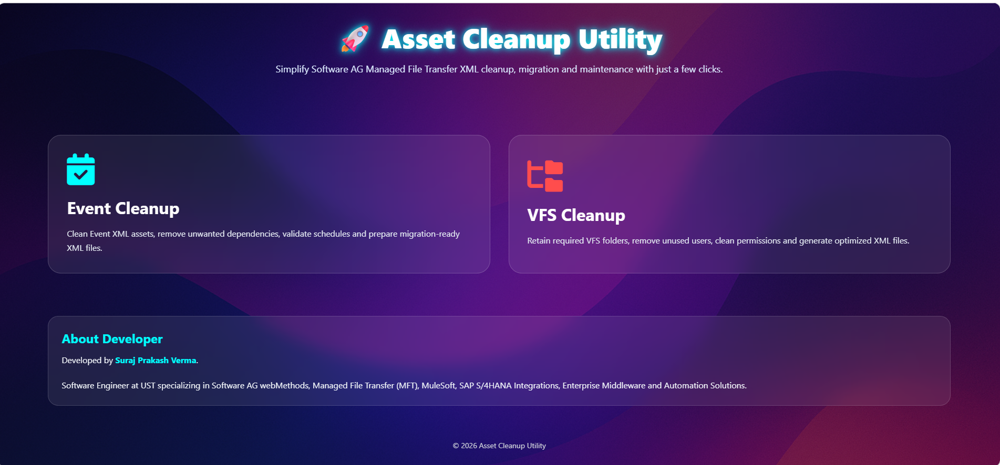 🚀 Asset Cleanup Utility
Simplify Software AG Managed File Transfer XML cleanup, migration and maintenance with just a few clicks.
Event Cleanup
Clean Event XML assets, remove unwanted dependencies, validate schedules and prepare migration-ready
XML files.
VFS Cleanup
Retain required VFS folders, remove unused users, clean permissions and generate optimized XML files.
About Developer
Developed by Suraj Prakash Verma.
Software Engineer at UST specializing in Software AG webMethods, Managed File Transfer (MFT), MuleSoft, SAP S/4HANA Integrations, Enterprise Middleware and Automation Solutions.
© 2026 Asset Cleanup Utility